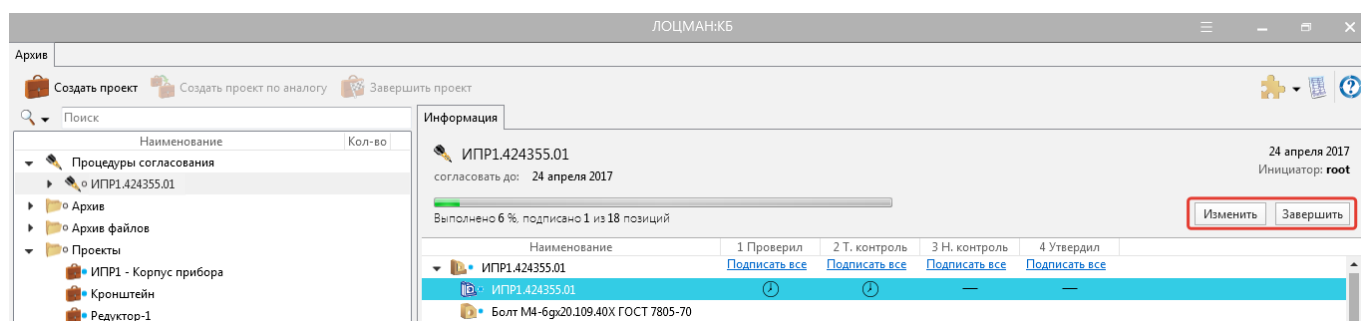 ЛОЦМАН:КБ
Архив
Создать проект Создать проект по аналогу Завершить проект
Поиск
Наименование Кол-во
Процедуры согласования
ИПР1.424355.01
Архив
Архив файлов
Проекты
ИПР1 - Корпус прибора
Кронштейн
Редуктор-1
Информация
ИПР1.424355.01 24 апреля 2017
согласовать до: 24 апреля 2017 Инициатор: root
Выполнено 6 %, подписано 1 из 18 позиций Изменить Завершить
Наименование 1 Проверил 2 Т. контроль 3 Н. контроль 4 Утвердил
ИПР1.424355.01 Подписать все Подписать все Подписать все Подписать все
ИПР1.424355.01 — —
Болт М4-6gx20.109.40Х ГОСТ 7805-70